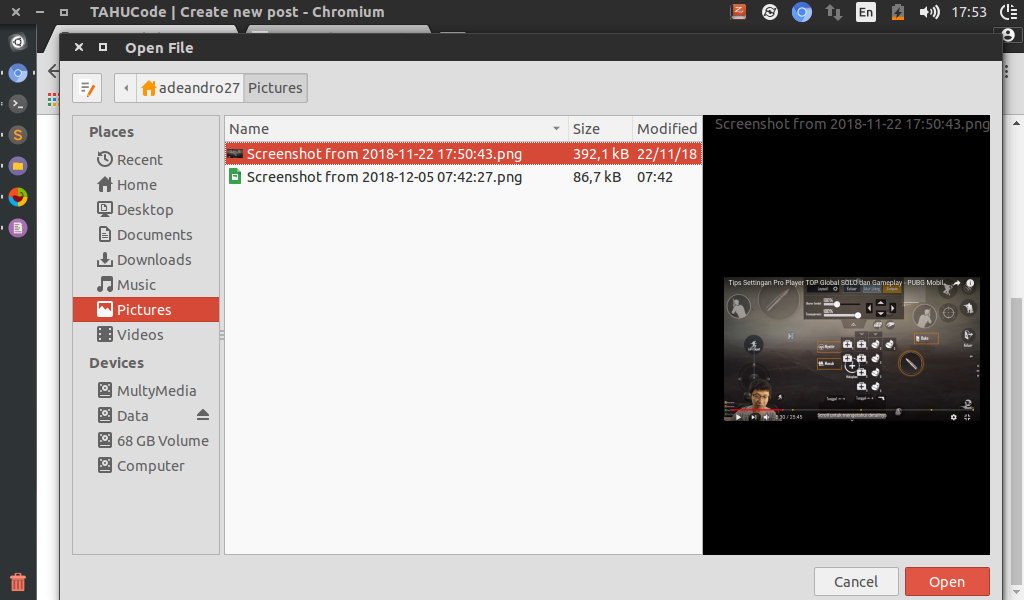 TAHUCode | Create new post - Chromium
En
17:53
Open File
adeandro27
Pictures
Places
Recent
Home
Desktop
Documents
Downloads
Music
Pictures
Videos
Devices
MultyMedia
Data
68 GB Volume
Computer
Name Size Modified
Screenshot from 2018-11-22 17:50:43.png 392,1 kB 22/11/18
Screenshot from 2018-12-05 07:42:27.png 86,7 kB 07:42
Screenshot from 2018-11-22 17:50:43.png
Tips Settingan Pro Player TOP Global SOLO dan Gameplay - PUBG Mobil...
Cancel
Open